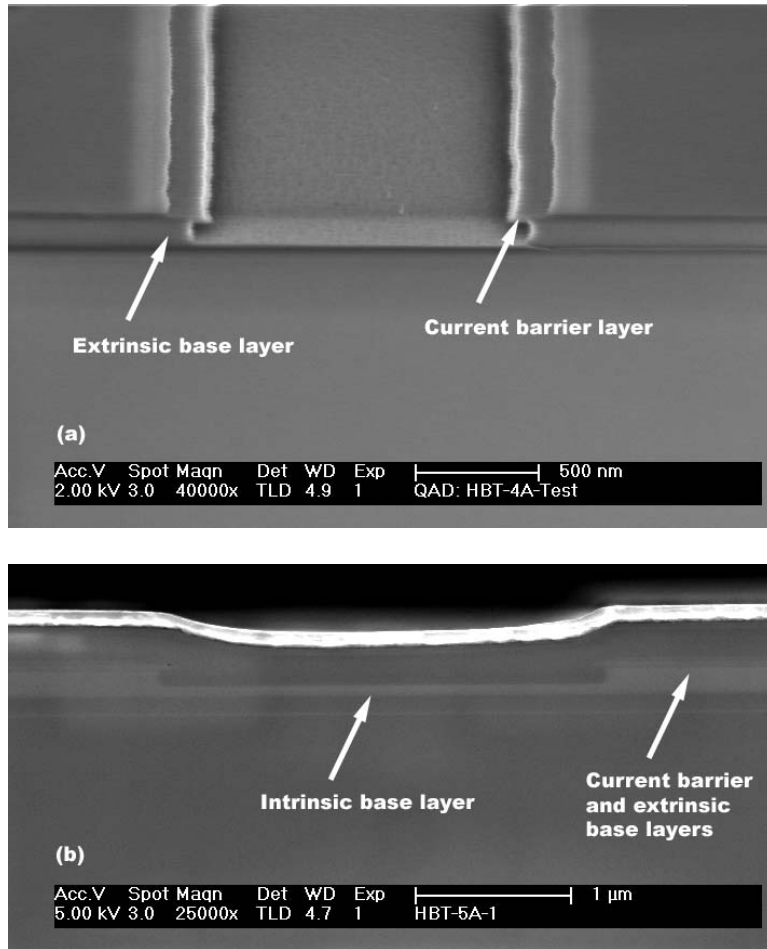 Extrinsic base layer
Current barrier layer
(a)
Acc.V Spot Magn Det WD Exp 500 nm
2.00 kV 3.0 40000x TLD 4.9 1 QAD: HBT-4A-Test
Intrinsic base layer
Current barrier
and extrinsic
base layers
(b)
Acc.V Spot Magn Det WD Exp 1 µm
5.00 kV 3.0 25000x TLD 4.7 1 HBT-5A-1